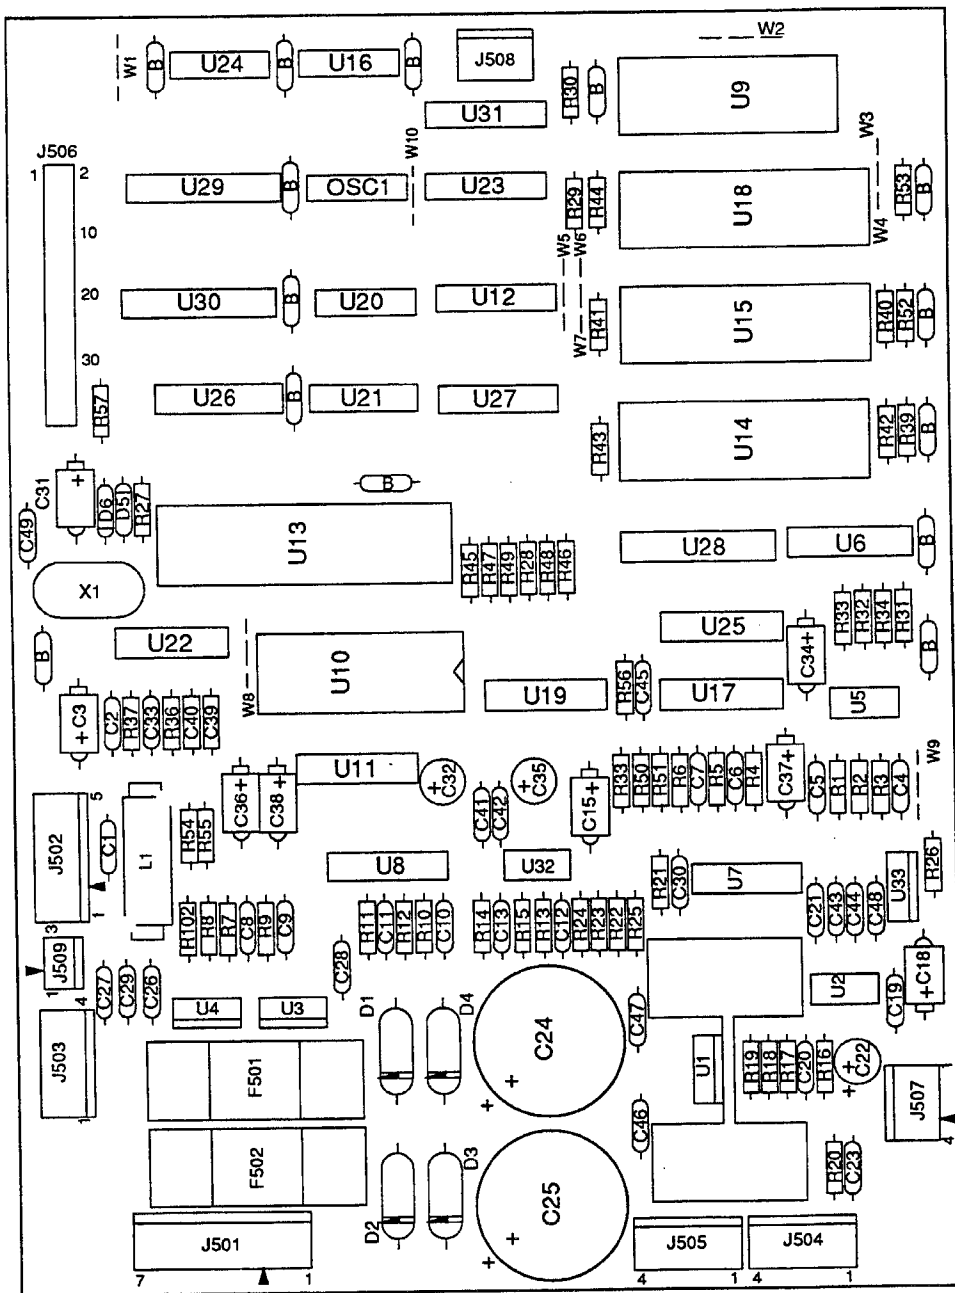 W1
B
U24
B
U16
B
J508
W2
R30
B
U9
U31
J506
1
2
W10
W3
U29
B
OSC1
U23
R29
R44
U18
R53
B
W4
10
W5
W6
20
U30
B
U20
U12
R41
U15
R40
R52
B
W7
30
R57
U26
B
U21
U27
R43
U14
R42
R39
B
C31
+
C49
D6
D5
R27
B
U13
R45
R47
R49
R28
R48
R46
U28
U6
B
X1
R33
R32
R34
R31
B
U22
W8
U10
U25
C34+
B
U19
R56
C45
U17
U5
+C3
C2
R37
C33
R36
C40
C39
U11
+C32
C35
+
C36+
C38+
C41
C42
C15+
R33
R50
R51
R6
C7
R5
C6
R4
C37+
C5
R1
R2
R3
C4
W9
J502
5
1
C1
L1
R54
R55
U8
U32
R21
C30
U7
U33
R26
R102
R8
R7
C8
R9
C9
R11
C11
R12
R10
C10
R14
C13
R15
R13
C12
R24
R23
R22
R25
C21
C43
C44
C48
3
J509
1
C27
C29
C26
C28
U4
U3
D1
D4
C24
+
+
C47
U2
C19
+C18
4
J503
1
F501
U1
R19
R18
R17
C20
R16
+C22
+
J507
1
4
F502
C46
R20
C23
D2
D3
C25
+
+
J501
7
1
J505
4
1
J504
4
1